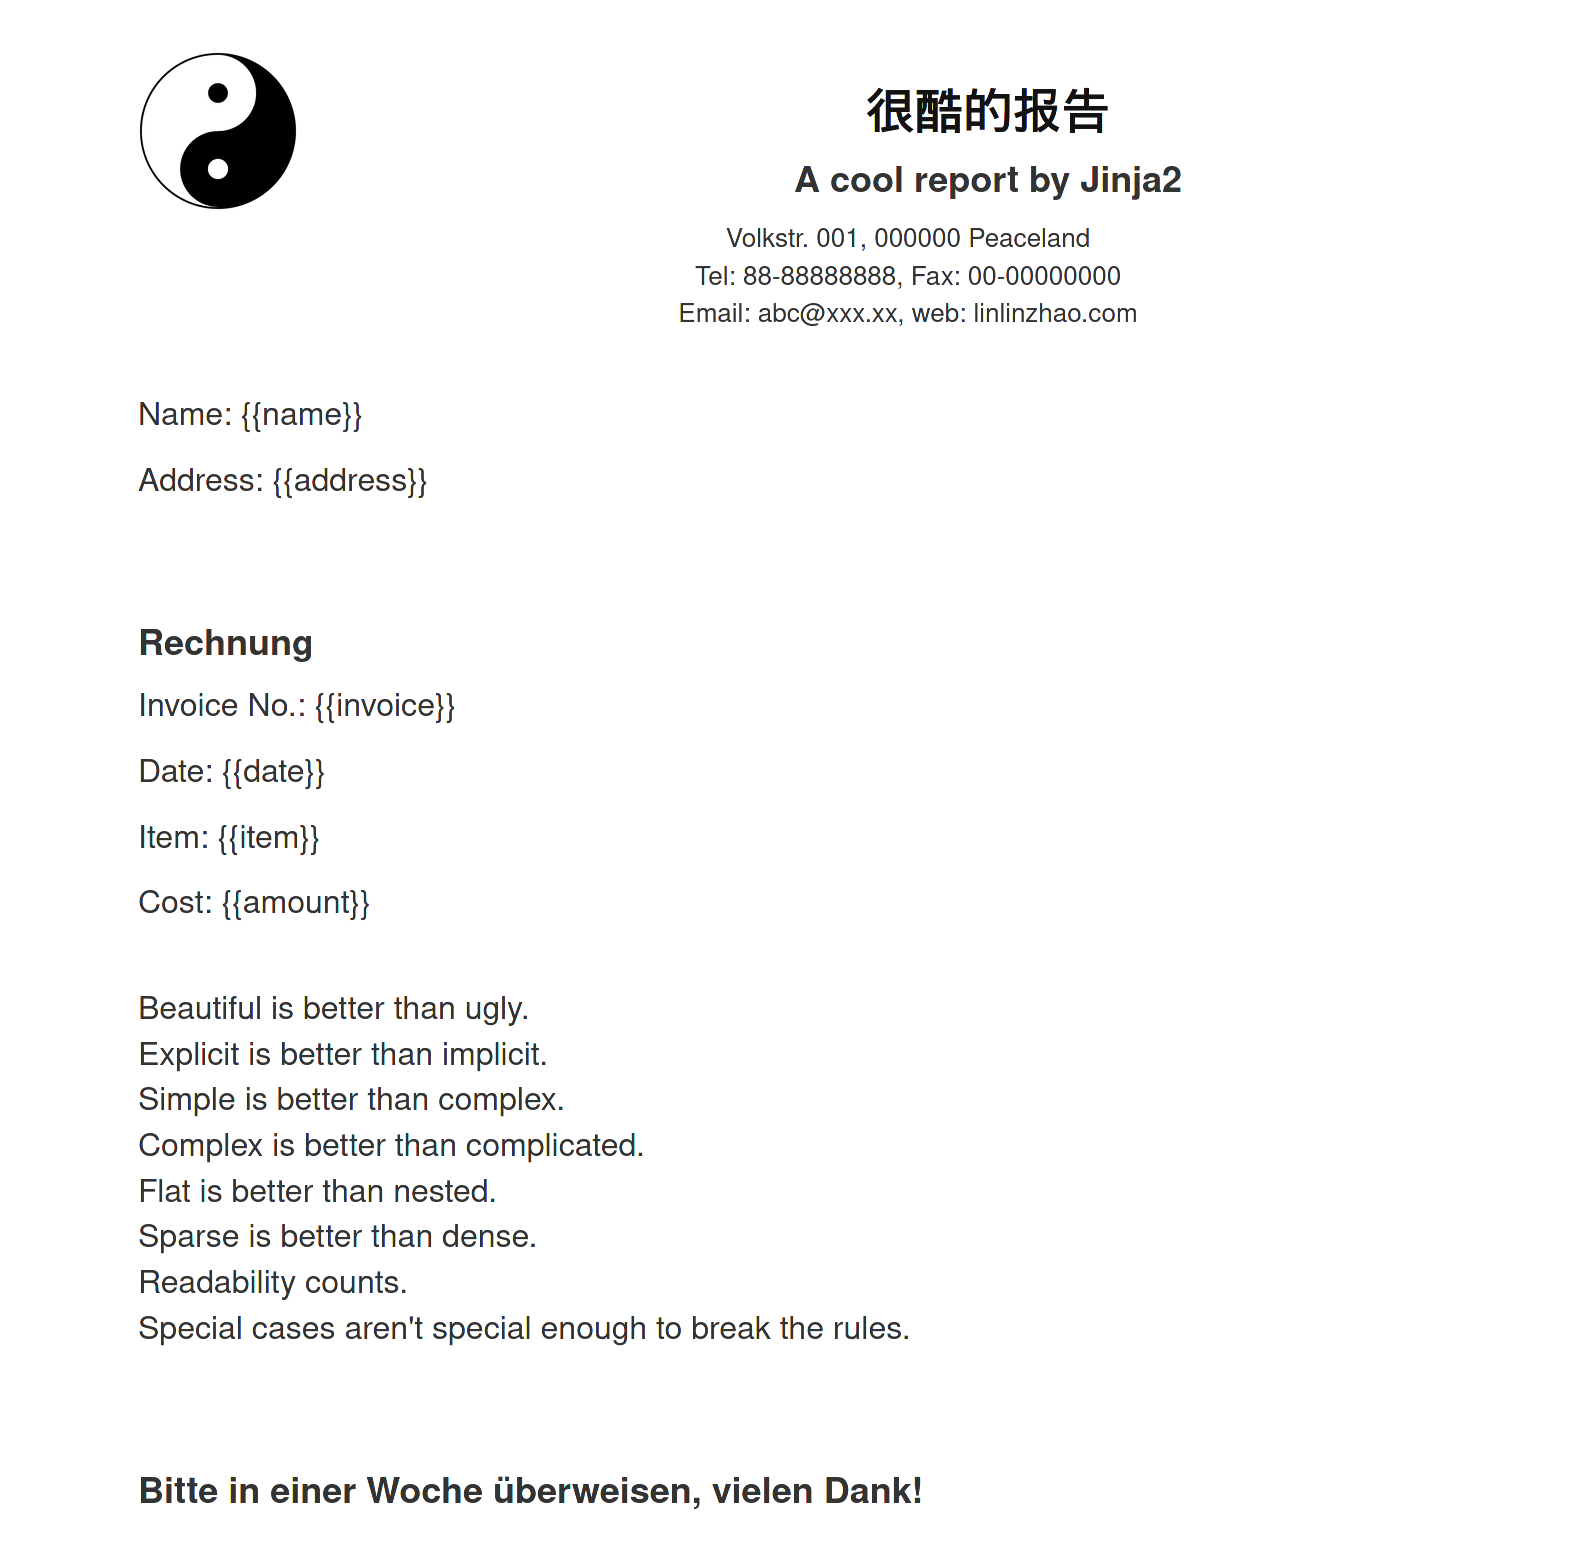 很酷的报告
A cool report by Jinja2
Volkstr. 001, 000000 Peaceland
Tel: 88-88888888, Fax: 00-00000000
Email: abc@xxx.xx, web: linlinzhao.com
Name: {{name}}
Address: {{address}}
Rechnung
Invoice No.: {{invoice}}
Date: {{date}}
Item: {{item}}
Cost: {{amount}}
Beautiful is better than ugly.
Explicit is better than implicit.
Simple is better than complex.
Complex is better than complicated.
Flat is better than nested.
Sparse is better than dense.
Readability counts.
Special cases aren't special enough to break the rules.
Bitte in einer Woche überweisen, vielen Dank!